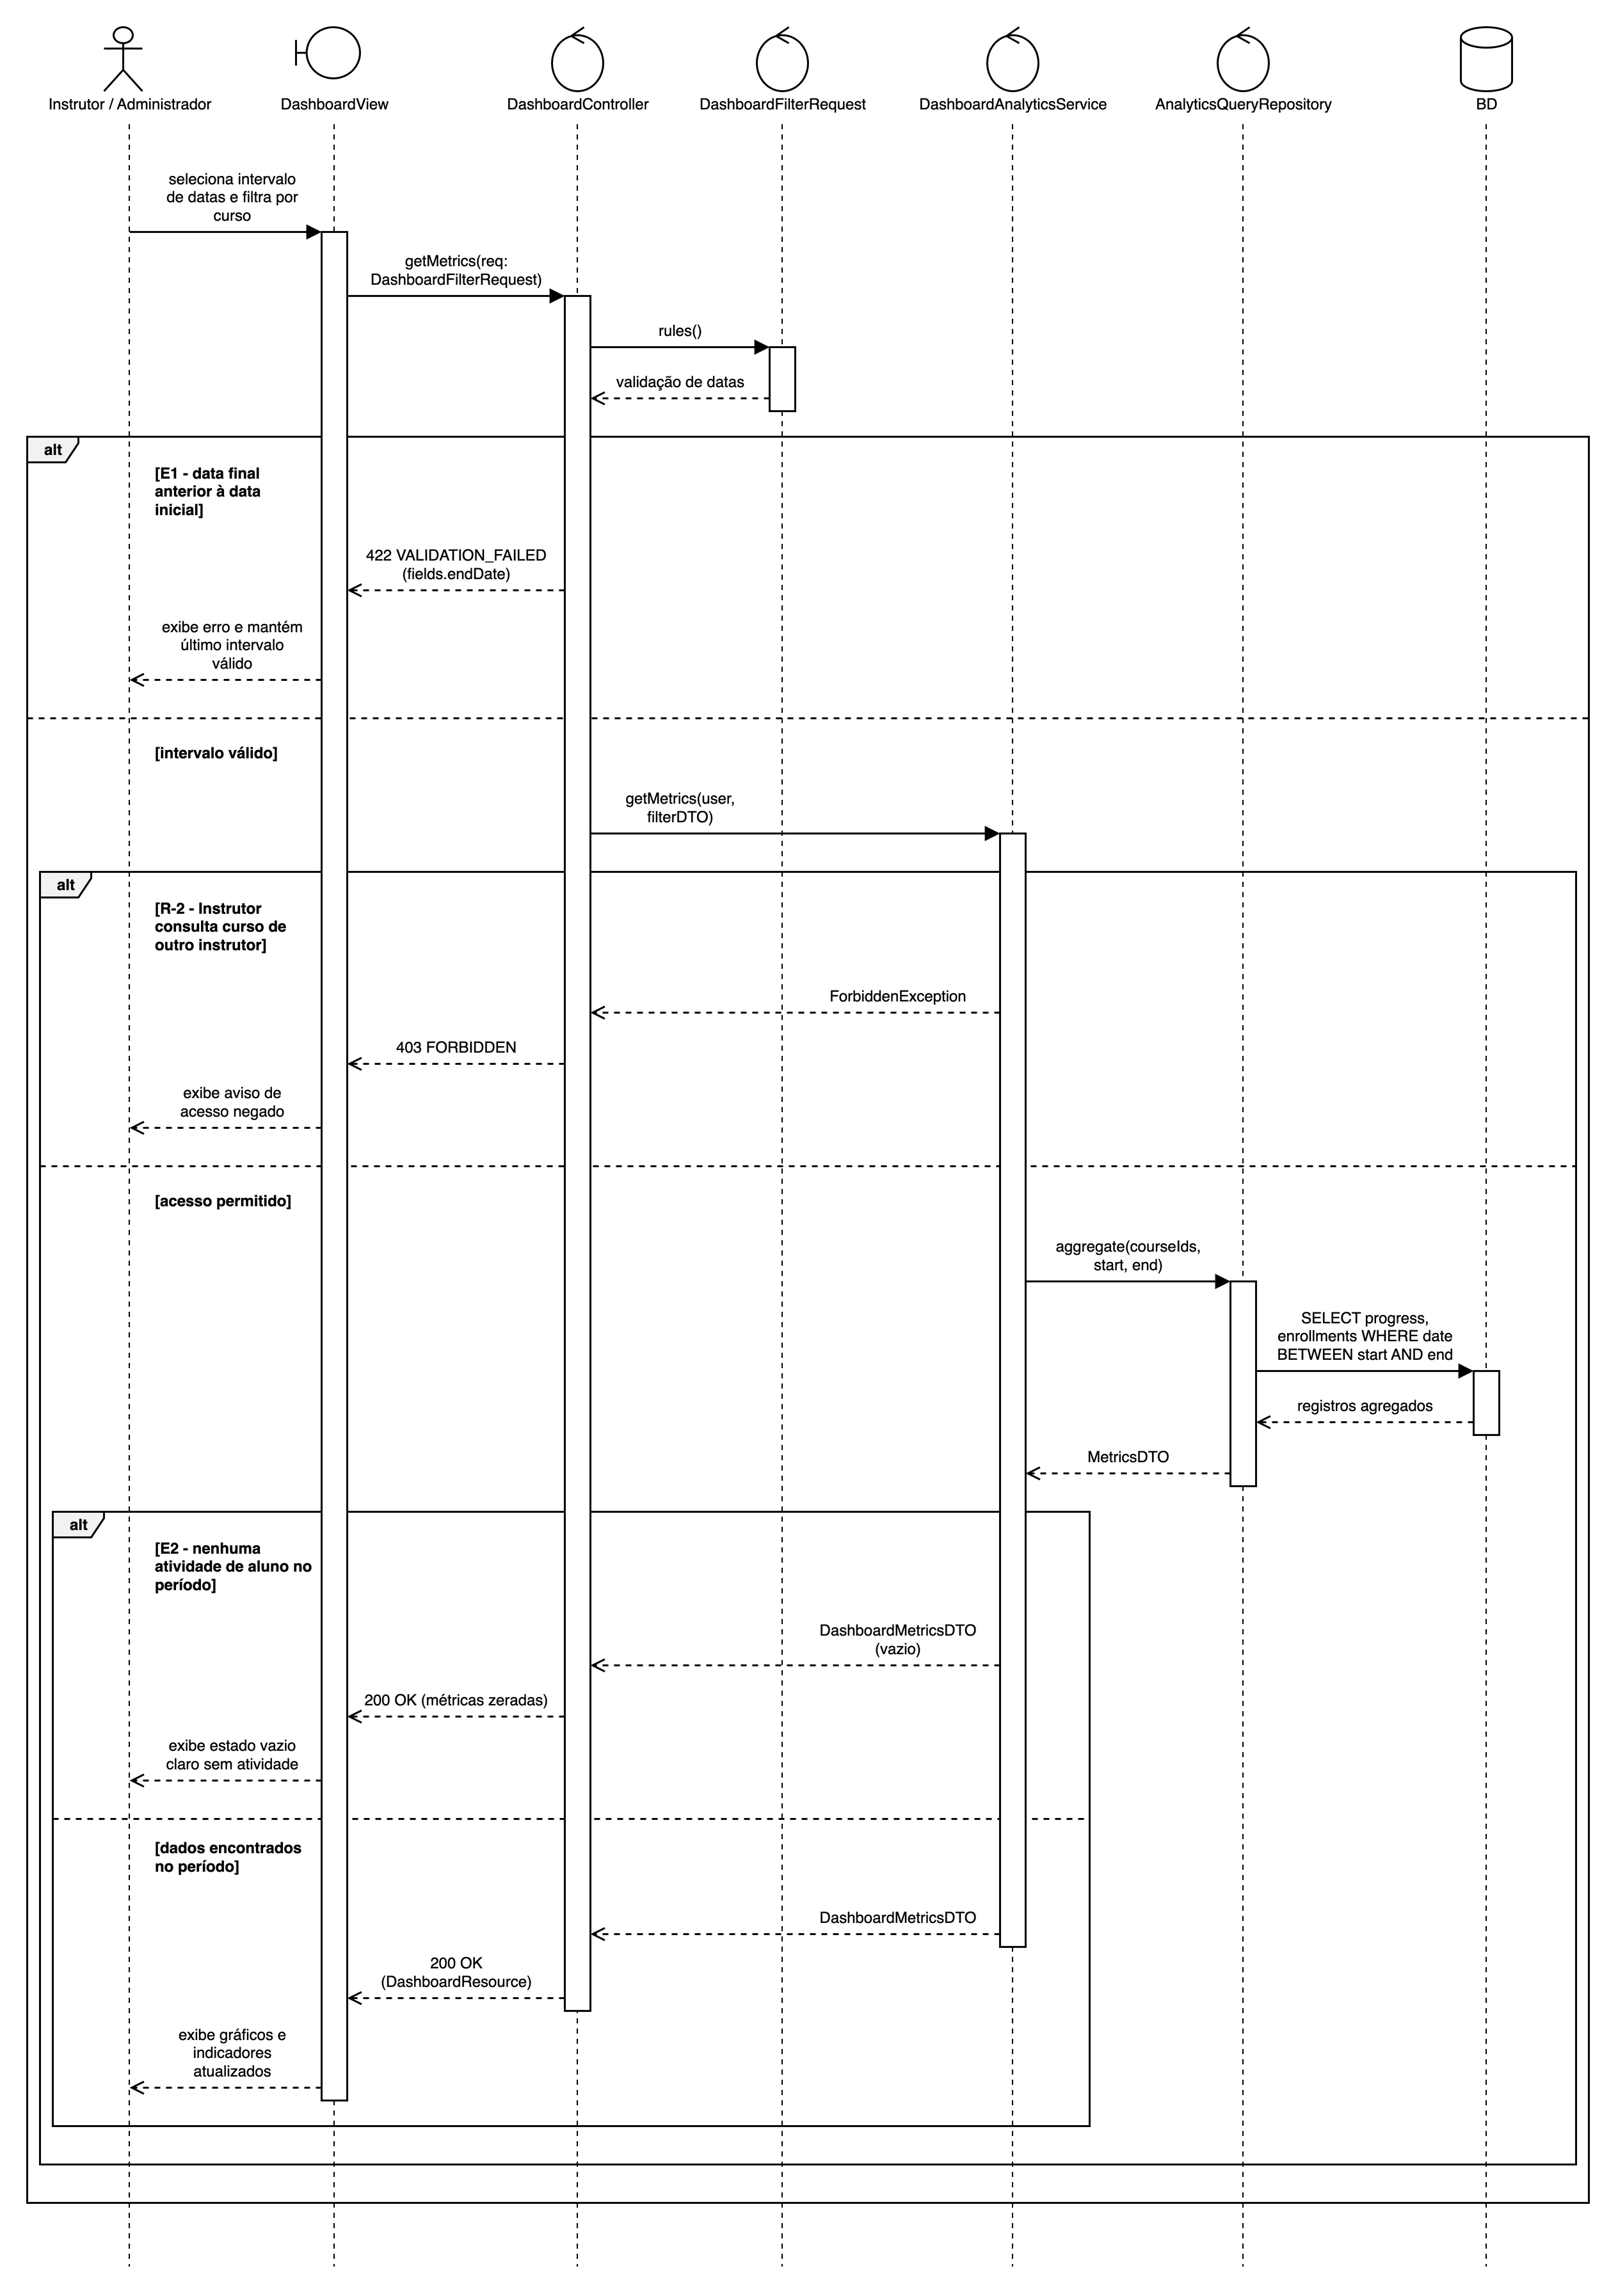 Instrutor / Administrador
DashboardView
DashboardController
DashboardFilterRequest
DashboardAnalyticsService
AnalyticsQueryRepository
BD
seleciona intervalo
de datas e filtra por
curso
getMetrics(req:
DashboardFilterRequest)
rules()
validação de datas
alt
[E1 - data final
anterior à data
inicial]
422 VALIDATION_FAILED
(fields.endDate)
exibe erro e mantém
último intervalo
válido
[intervalo válido]
getMetrics(user,
filterDTO)
alt
[R-2 - Instrutor
consulta curso de
outro instrutor]
ForbiddenException
403 FORBIDDEN
exibe aviso de
acesso negado
[acesso permitido]
aggregate(courseIds,
start, end)
SELECT progress,
enrollments WHERE date
BETWEEN start AND end
registros agregados
MetricsDTO
alt
[E2 - nenhuma
atividade de aluno no
período]
DashboardMetricsDTO
(vazio)
200 OK (métricas zeradas)
exibe estado vazio
claro sem atividade
[dados encontrados
no período]
DashboardMetricsDTO
200 OK
(DashboardResource)
exibe gráficos e
indicadores
atualizados